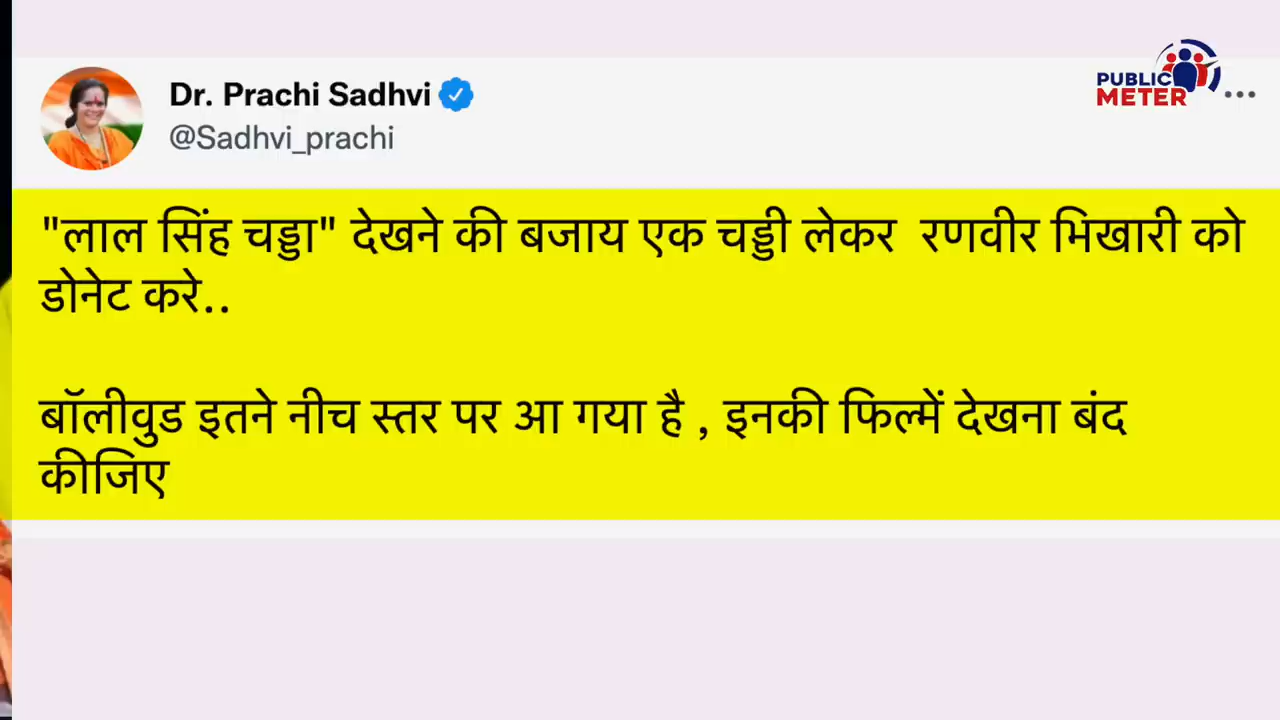 Dr. Prachi Sadhvi
@Sadhvi_prachi
PUBLIC
METER
"लाल सिंह चड्डा" देखने की बजाय एक चड्डी लेकर रणवीर भिखारी को
डोनेट करे..
बॉलीवुड इतने नीच स्तर पर आ गया है , इनकी फिल्में देखना बंद
कीजिए